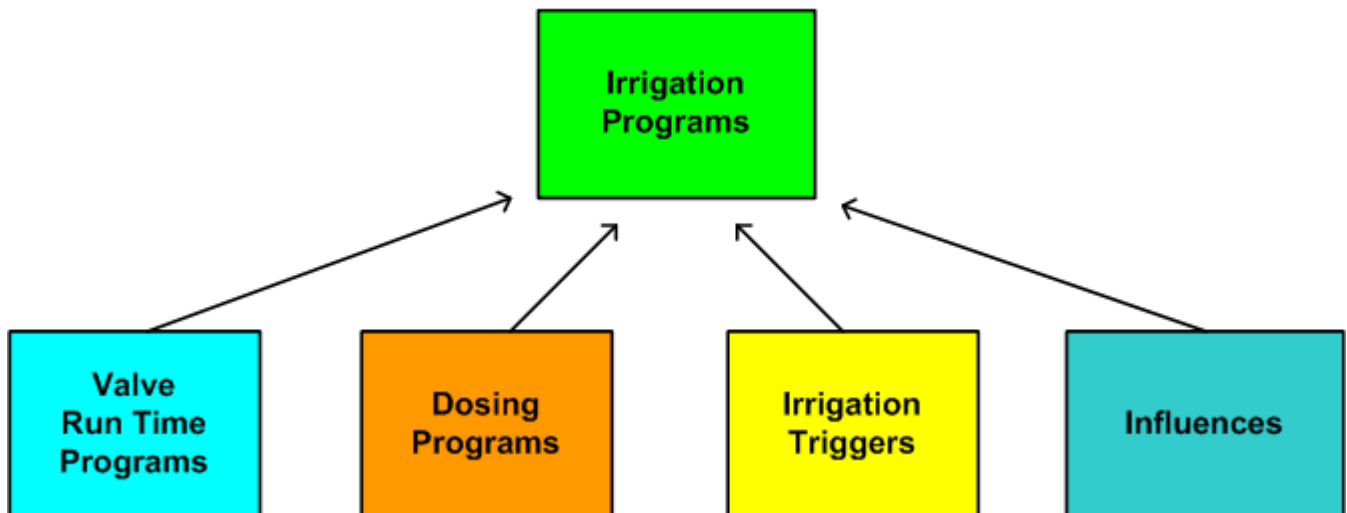 Irrigation
Programs
Valve
Run Time
Programs
Dosing
Programs
Irrigation
Triggers
Influences